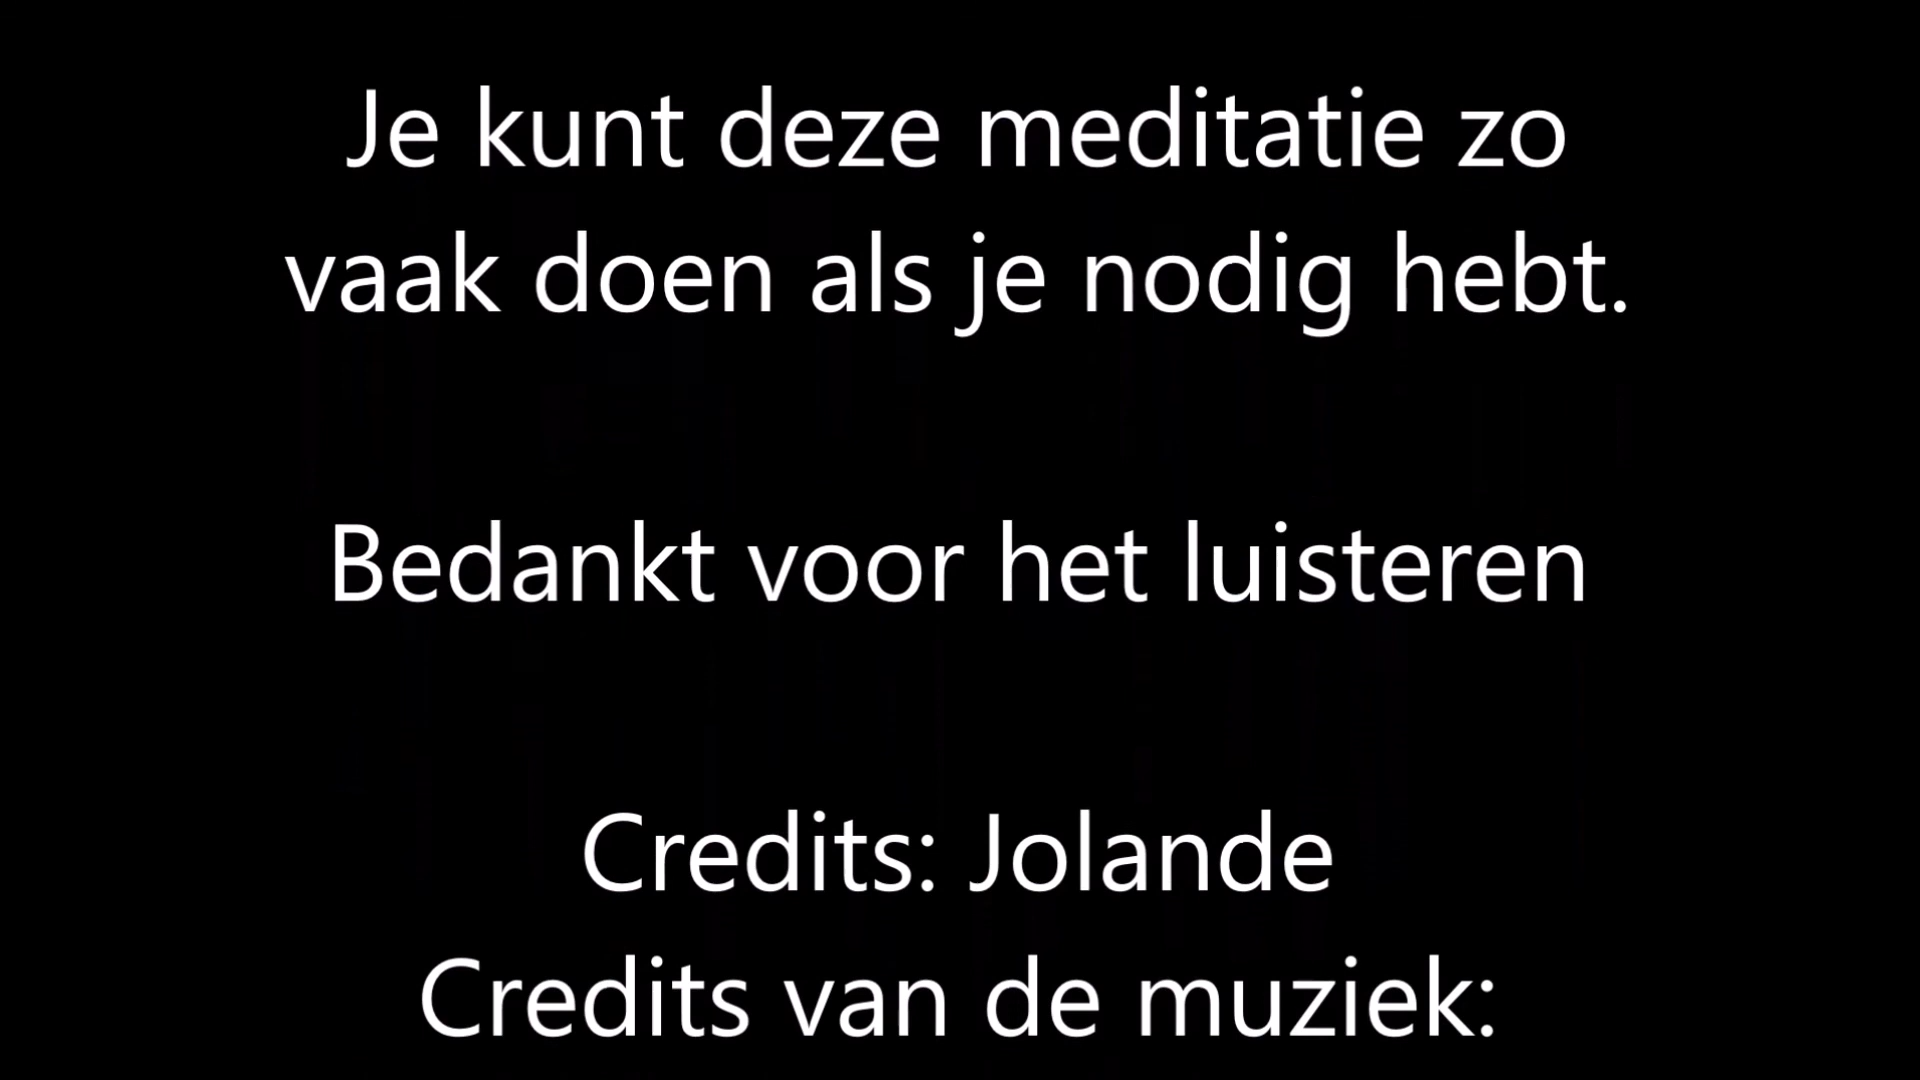 Je kunt deze meditatie zo
vaak doen als je nodig hebt.
Bedankt voor het luisteren
Credits: Jolande
Credits van de muziek: